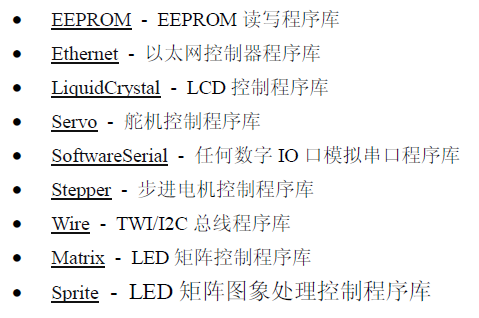 • EEPROM - EEPROM 读写程序库
• Ethernet - 以太网控制器程序库
• LiquidCrystal - LCD 控制程序库
• Servo - 舵机控制程序库
• SoftwareSerial - 任何数字 IO 口模拟串口程序库
• Stepper - 步进电机控制程序库
• Wire - TWI/I2C 总线程序库
• Matrix - LED 矩阵控制程序库
• Sprite - LED 矩阵图象处理控制程序库